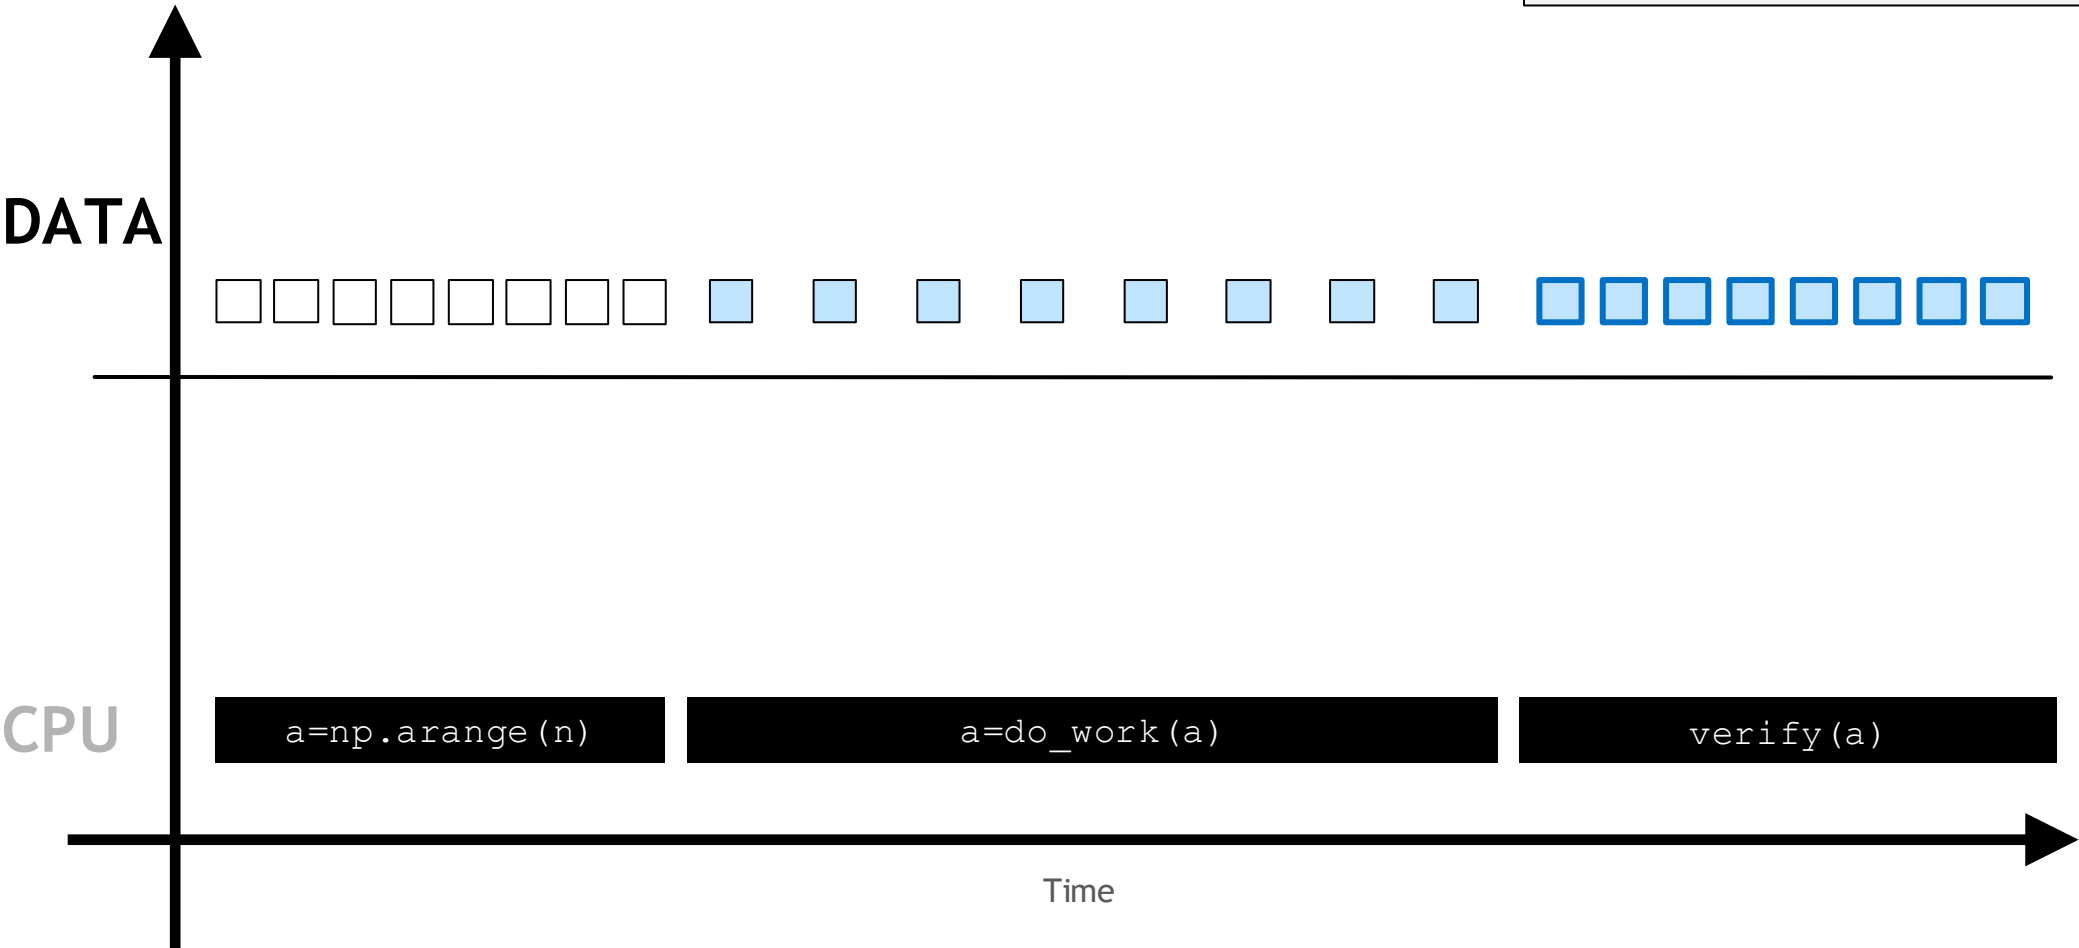 DATA
CPU
a=np.arange(n)
a=do_work(a)
verify(a)
Time